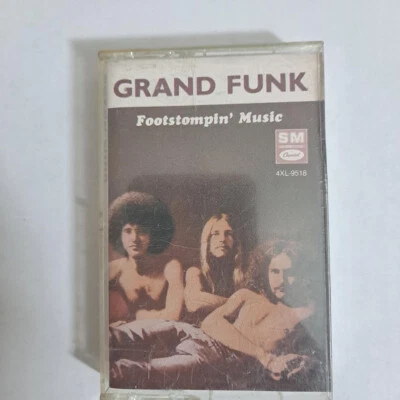 GRAND FUNK
Footstompin' Music
SM
Capitol
4XL-9518